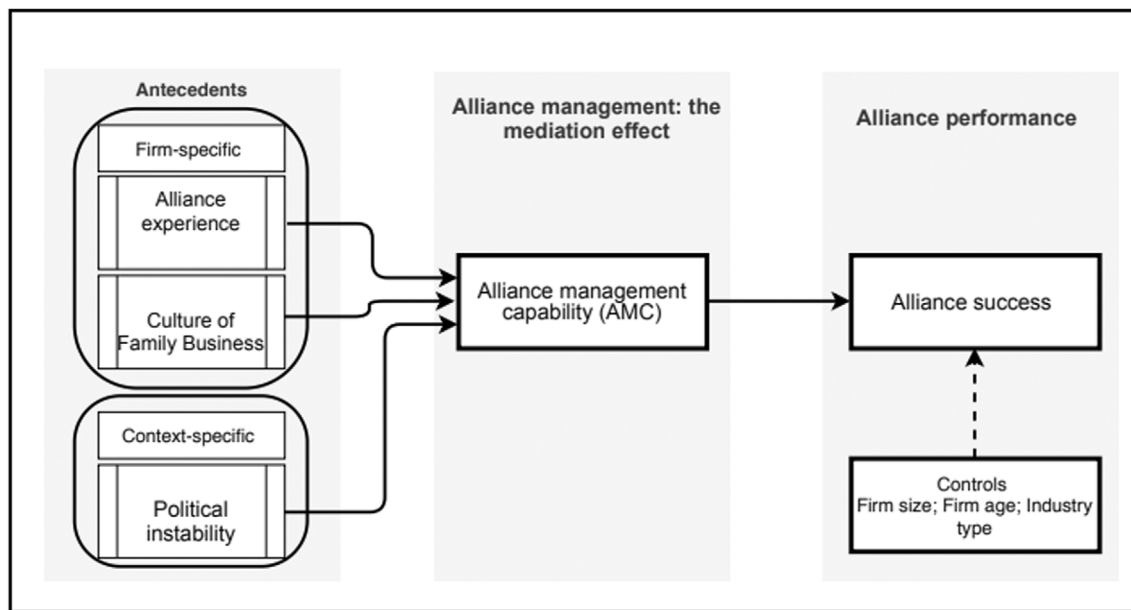 Antecedents
Firm-specific
Alliance
experience
Culture of
Family Business
Context-specific
Political
instability
Alliance management: the
mediation effect
Alliance management
capability (AMC)
Alliance performance
Alliance success
Controls
Firm size; Firm age; Industry
type